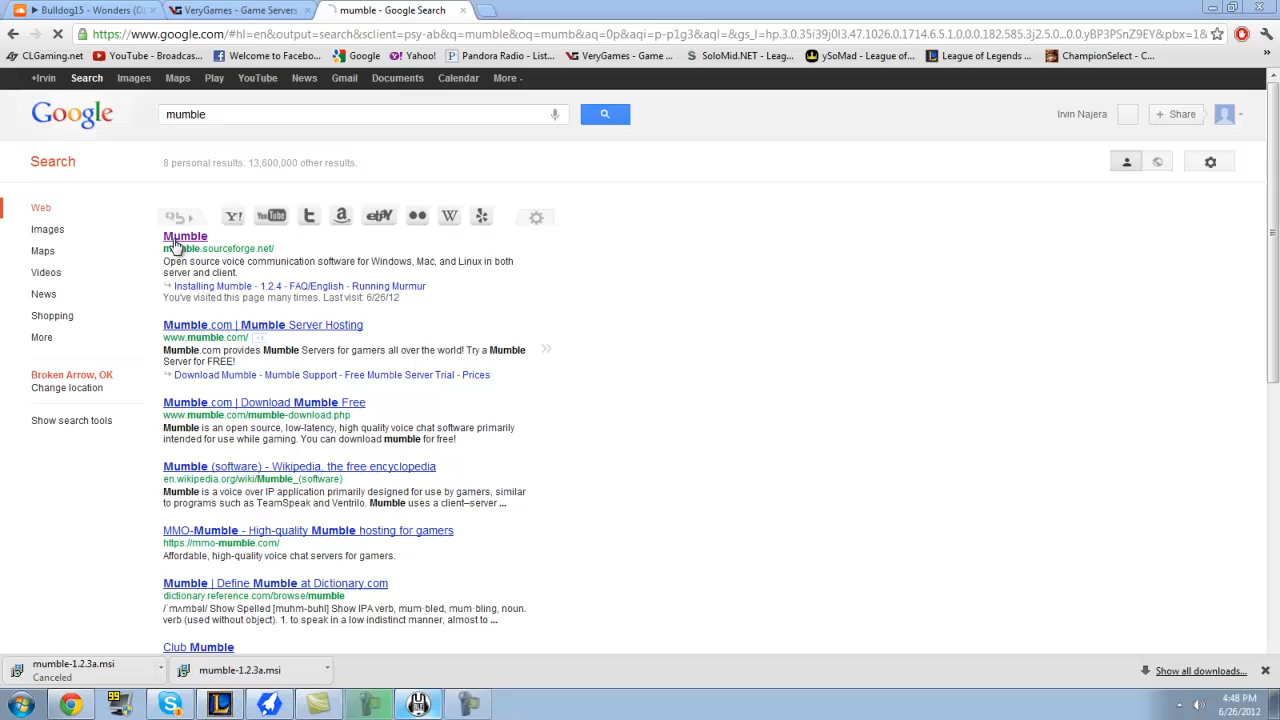 Bulldog15 - Wonders (O
VeryGames - Game Servers
mumble - Google Search
https://www.google.com/#hl=en&output=search&sclient=psy-ab&q=mumble&oq=mumb&aq=0p&aqi=p-p1g3&aql=&gs_l=hp.3.0.35i39j0l3.47.1026.0.1714.6.5.1.0.0.0.182.585.3j2.5.0...0.0.yBP3PSnZ9EY&pbx=1&
CLGaming.net
YouTube - Broadcas...
Welcome to Facebo...
Google
Yahoo!
Pandora Radio - List...
VeryGames - Game ...
SoloMid.NET - Leag...
ySoMad - League of...
League of Legends ...
ChampionSelect - C...
+Irvin Search Images Maps Play YouTube News Gmail Documents Calendar More
Google
mumble
Irvin Najera
+ Share
Search
8 personal results. 13,600,000 other results.
Web
Images
Maps
Videos
News
Shopping
More
Broken Arrow, OK
Change location
Show search tools
Y! You Tube t a ebY W
Mumble
mumble.sourceforge.net/
Open source voice communication software for Windows, Mac, and Linux in both
server and client.
Installing Mumble - 1.2.4 - FAQ/English - Running Murmur
You've visited this page many times. Last visit: 6/26/12
Mumble.com | Mumble Server Hosting
www.mumble.com/
Mumble.com provides Mumble Servers for gamers all over the world! Try a Mumble
Server for FREE!
Download Mumble - Mumble Support - Free Mumble Server Trial - Prices
Mumble.com | Download Mumble Free
www.mumble.com/mumble-download.php
Mumble is an open source, low-latency, high quality voice chat software primarily
intended for use while gaming. You can download mumble for free!
Mumble (software) - Wikipedia, the free encyclopedia
en.wikipedia.org/wiki/Mumble_(software)
Mumble is a voice over IP application primarily designed for use by gamers, similar
to programs such as TeamSpeak and Ventrilo. Mumble uses a client–server ...
MMO-Mumble - High-quality Mumble hosting for gamers
https://mmo-mumble.com/
Affordable, high-quality voice chat servers for gamers.
Mumble | Define Mumble at Dictionary.com
dictionary.reference.com/browse/mumble
/ˈmʌmbəl/ Show Spelled [muhm-buhl] Show IPA verb, mum·bled, mum·bling, noun.
verb (used without object). 1. to speak in a low indistinct manner, almost to ...
Club Mumble
mumble-1.2.3a.msi
Canceled
mumble-1.2.3a.msi
Show all downloads...
99
4:48 PM
6/26/2012